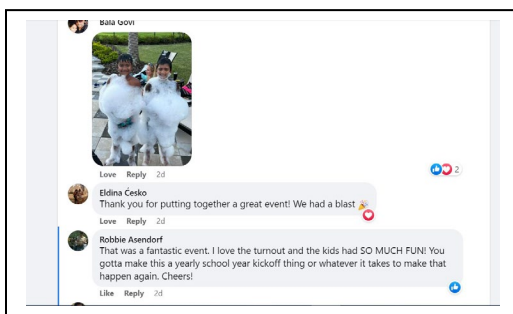 Bala Govi
Love Reply 2d
2
Eldina Ćesko
Thank you for putting together a great event! We had a blast 🎉
Love Reply 2d
Robbie Asendorf
That was a fantastic event. I love the turnout and the kids had SO MUCH FUN! You
gotta make this a yearly school year kickoff thing or whatever it takes to make that
happen again. Cheers!
Like Reply 2d